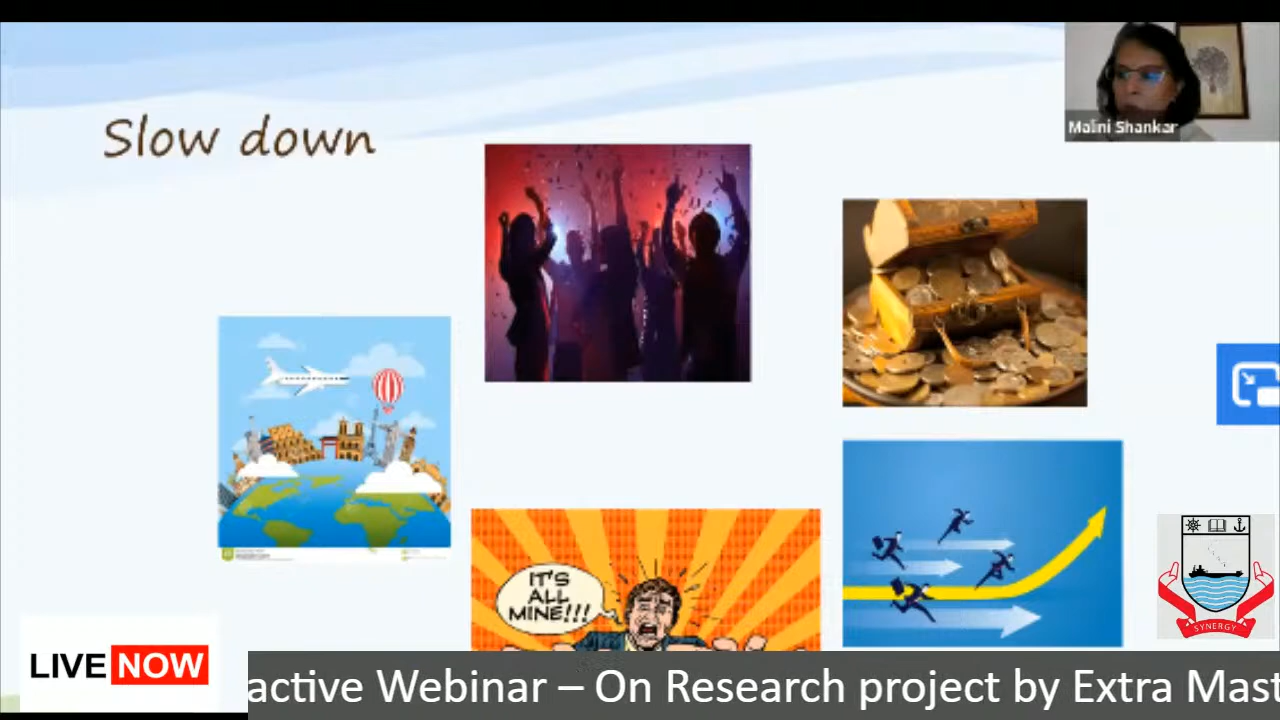 Slow down
Malini Shankar
IT'S
ALL
MINE!!!
SYNERGY
LIVE NOW
active Webinar – On Research project by Extra Mast